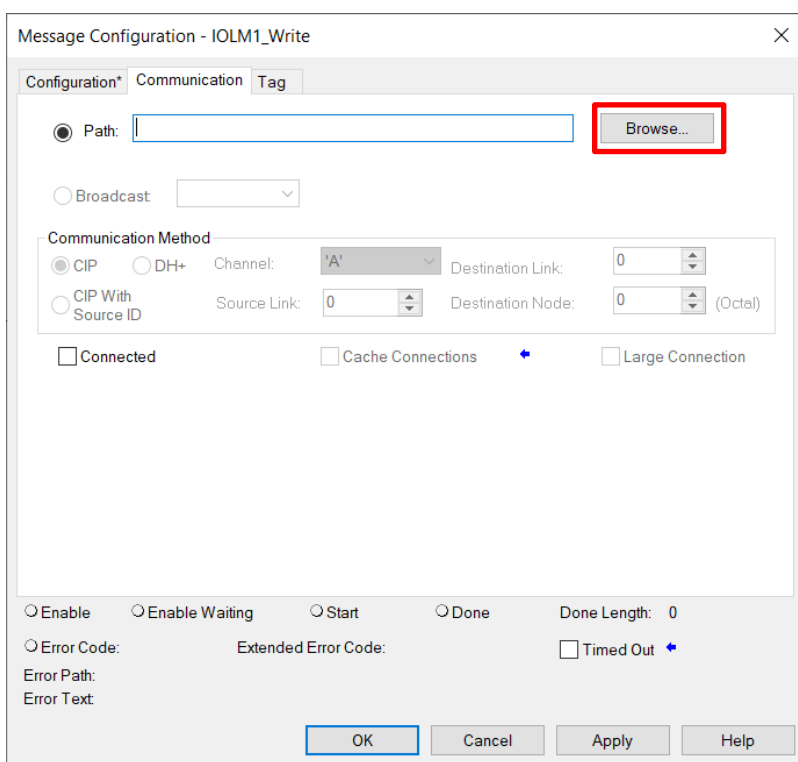 Message Configuration - IOLM1_Write
Configuration* Communication Tag
Path: Browse...
Broadcast:
Communication Method
CIP DH+ Channel: 'A' Destination Link: 0
CIP With
Source ID Source Link: 0 Destination Node: 0 (Octal)
Connected Cache Connections Large Connection
Enable Enable Waiting Start Done Done Length: 0
Error Code: Extended Error Code: Timed Out
Error Path:
Error Text:
OK Cancel Apply Help